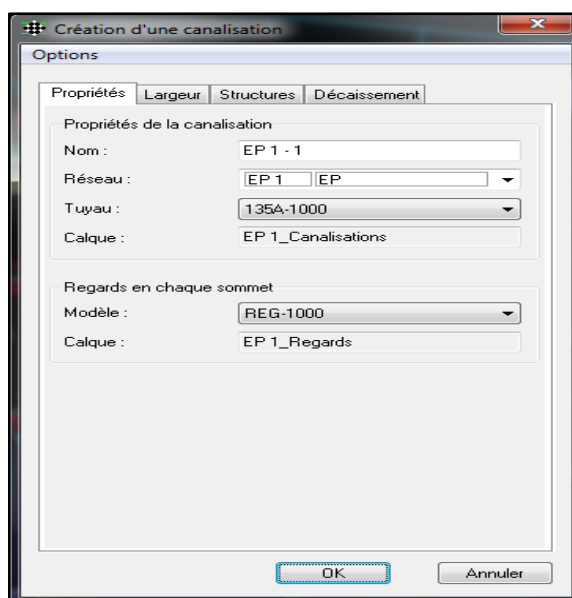 Création d'une canalisation
Options
Propriétés Largeur Structures Décaissement
Propriétés de la canalisation
Nom : EP 1 - 1
Réseau : EP 1 EP
Tuyau : 135A-1000
Calque : EP 1_Canalisations
Regards en chaque sommet
Modèle : REG-1000
Calque : EP 1_Regards
OK Annuler